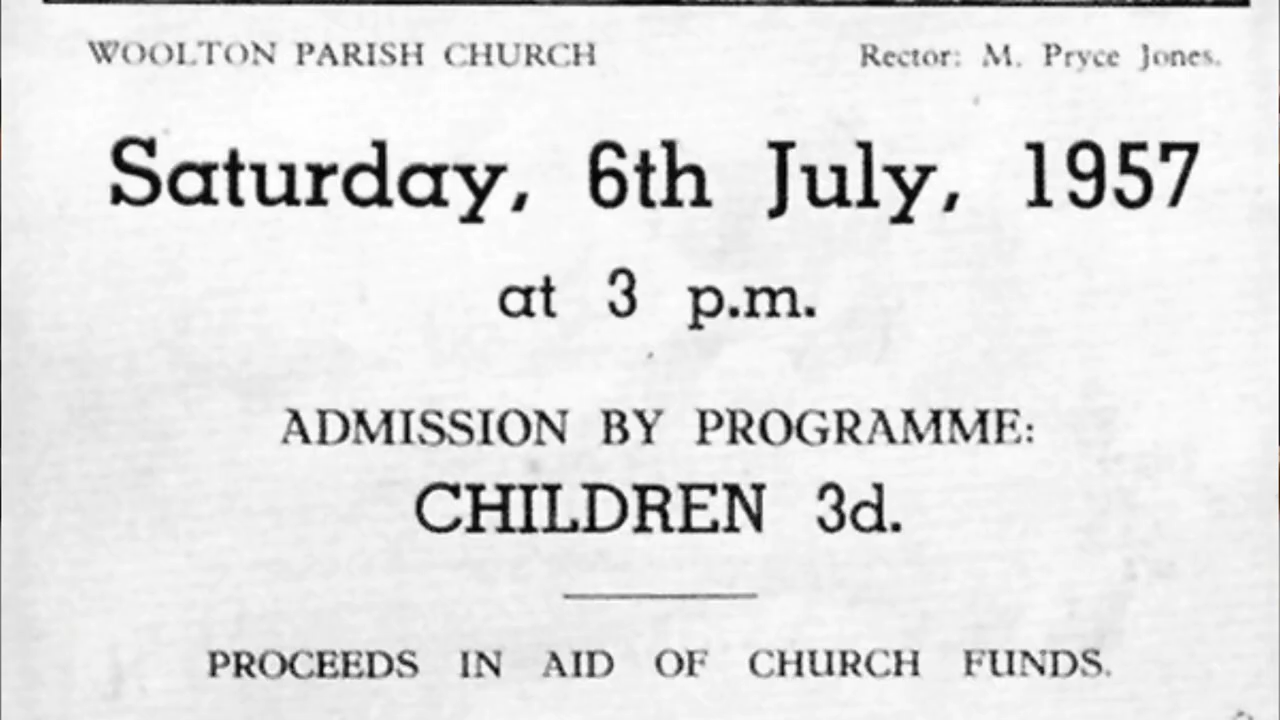 WOOLTON PARISH CHURCH Rector: M. Pryce Jones.
Saturday, 6th July, 1957
at 3 p.m.
ADMISSION BY PROGRAMME:
CHILDREN 3d.
PROCEEDS IN AID OF CHURCH FUNDS.